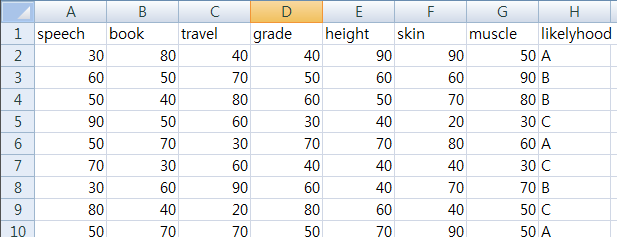 A B C D E F G H
1 speech book travel grade height skin muscle likelyhood
2 30 80 40 40 90 90 50 A
3 60 50 70 50 60 60 90 B
4 50 40 80 60 50 70 80 B
5 90 50 60 30 40 20 30 C
6 50 70 30 70 70 80 60 A
7 70 30 60 40 40 40 30 C
8 30 60 90 60 40 70 70 B
9 80 40 20 80 60 40 50 C
10 50 70 70 50 70 90 50 A